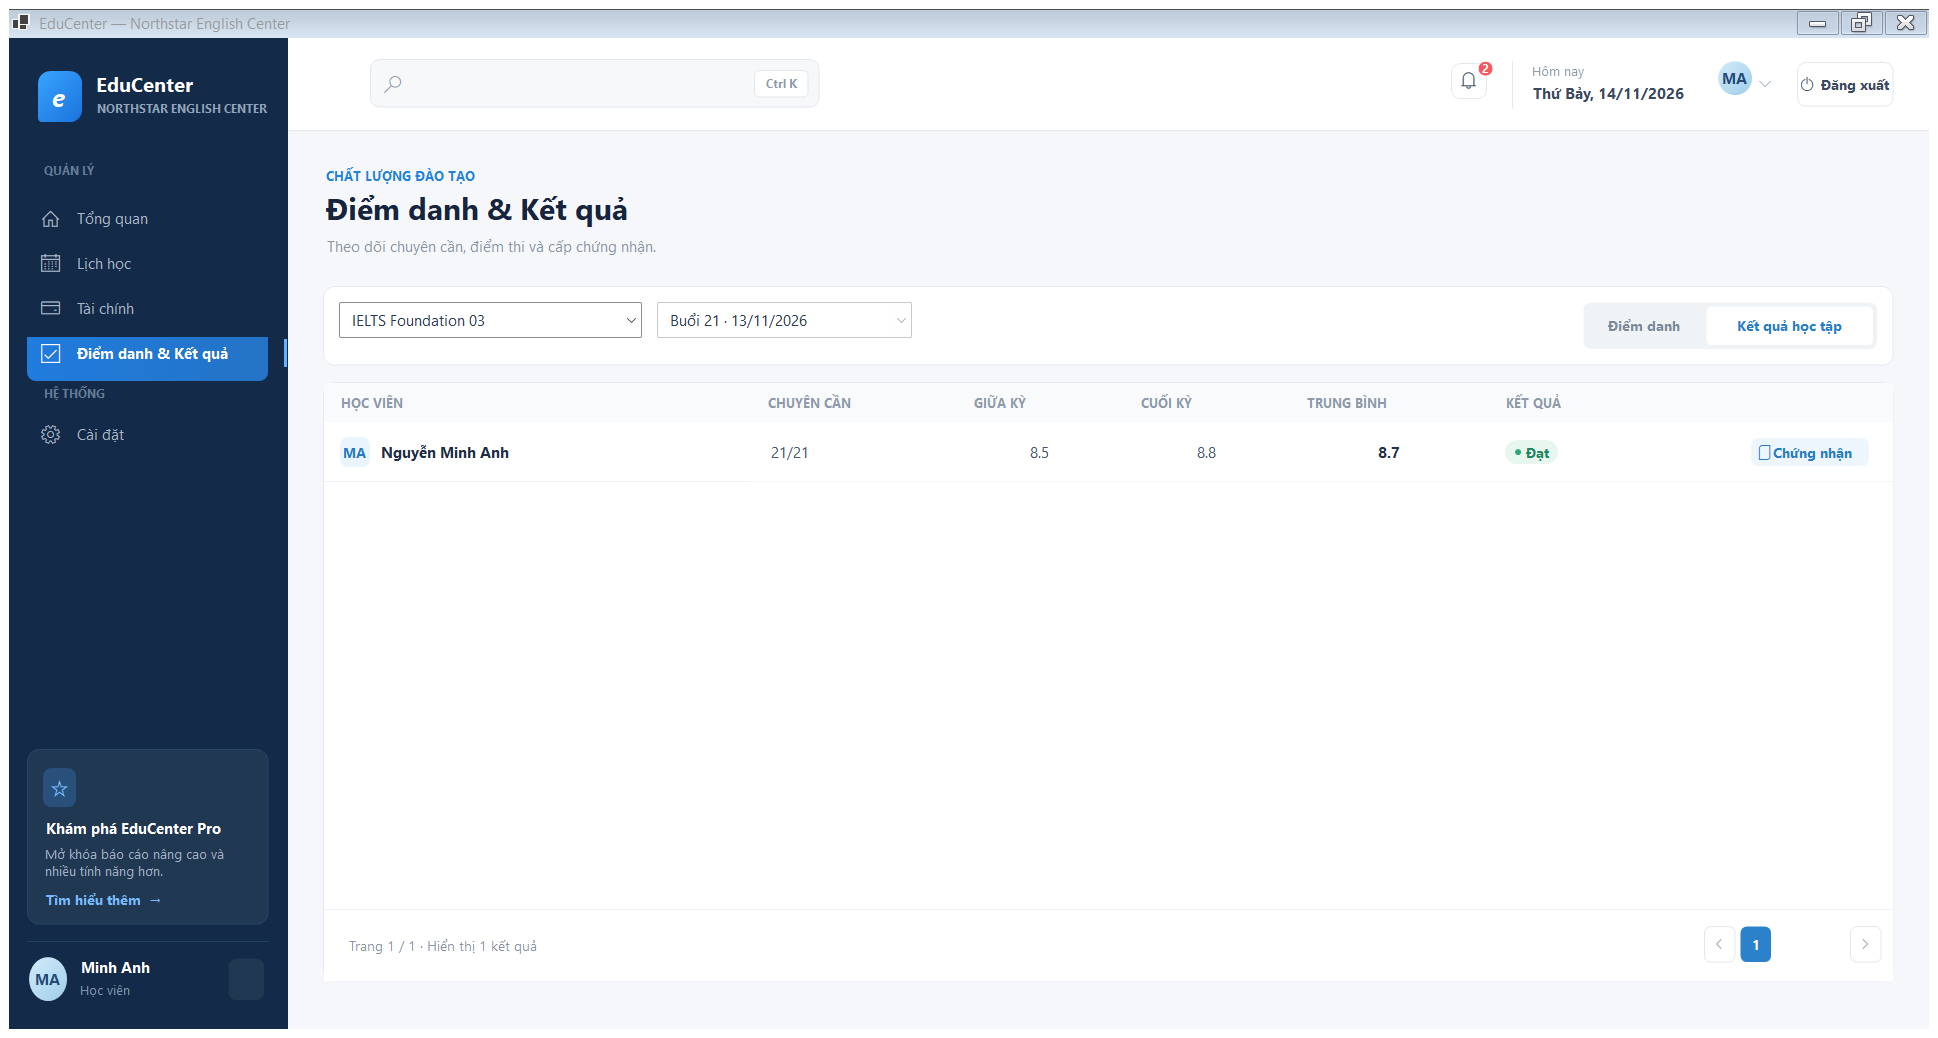 EduCenter — Northstar English Center
e
EduCenter
NORTHSTAR ENGLISH CENTER
QUẢN LÝ
Tổng quan
Lịch học
Tài chính
Điểm danh & Kết quả
HỆ THỐNG
Cài đặt
Khám phá EduCenter Pro
Mở khóa báo cáo nâng cao và
nhiều tính năng hơn.
Tìm hiểu thêm →
MA
Minh Anh
Học viên
Ctrl K
2
Hôm nay
Thứ Bảy, 14/11/2026
MA
Đăng xuất
CHẤT LƯỢNG ĐÀO TẠO
Điểm danh & Kết quả
Theo dõi chuyên cần, điểm thi và cấp chứng nhận.
IELTS Foundation 03
Buổi 21 · 13/11/2026
Điểm danh
Kết quả học tập
HỌC VIÊN CHUYÊN CẦN GIỮA KỲ CUỐI KỲ TRUNG BÌNH KẾT QUẢ
MA Nguyễn Minh Anh 21/21 8.5 8.8 8.7 Đạt Chứng nhận
Trang 1 / 1 · Hiển thị 1 kết quả
1